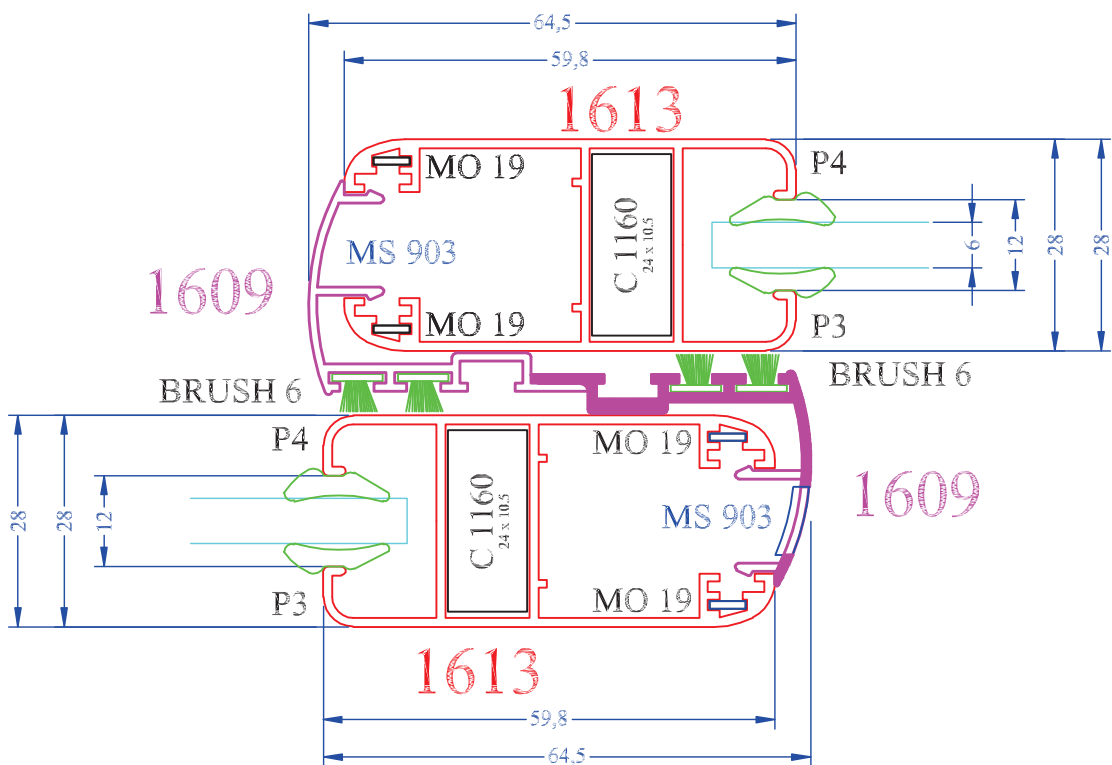 64,5
59,8
1613
MO 19
P4
C 1160
24 x 10.5
MS 903
1609
6
12
28
28
MO 19
P3
BRUSH 6
BRUSH 6
P4
MO 19
28
28
12
C 1160
24 x 10.5
MS 903
1609
P3
MO 19
1613
59,8
64,5